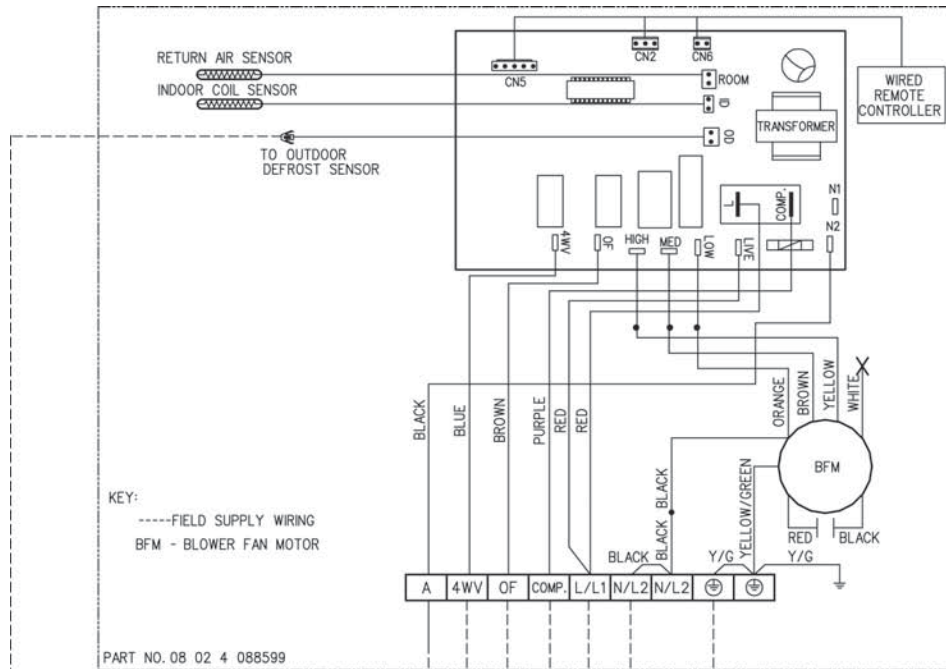 RETURN AIR SENSOR
INDOOR COIL SENSOR
TO OUTDOOR
DEFROST SENSOR
CN5
CN2
CN6
ROOM
ID
OD
TRANSFORMER
WIRED
REMOTE
CONTROLLER
4WV
OF
HIGH
MED
LOW
LIVE
L
COMP.
N1
N2
BLACK
BLUE
BROWN
PURPLE
RED
RED
BLACK
BLACK
BLACK
YELLOW/GREEN
ORANGE
BROWN
YELLOW
WHITE
BFM
RED
BLACK
Y/G
Y/G
KEY:
-----FIELD SUPPLY WIRING
BFM - BLOWER FAN MOTOR
A
4WV
OF
COMP.
L/L1
N/L2
N/L2
PART NO. 08 02 4 088599